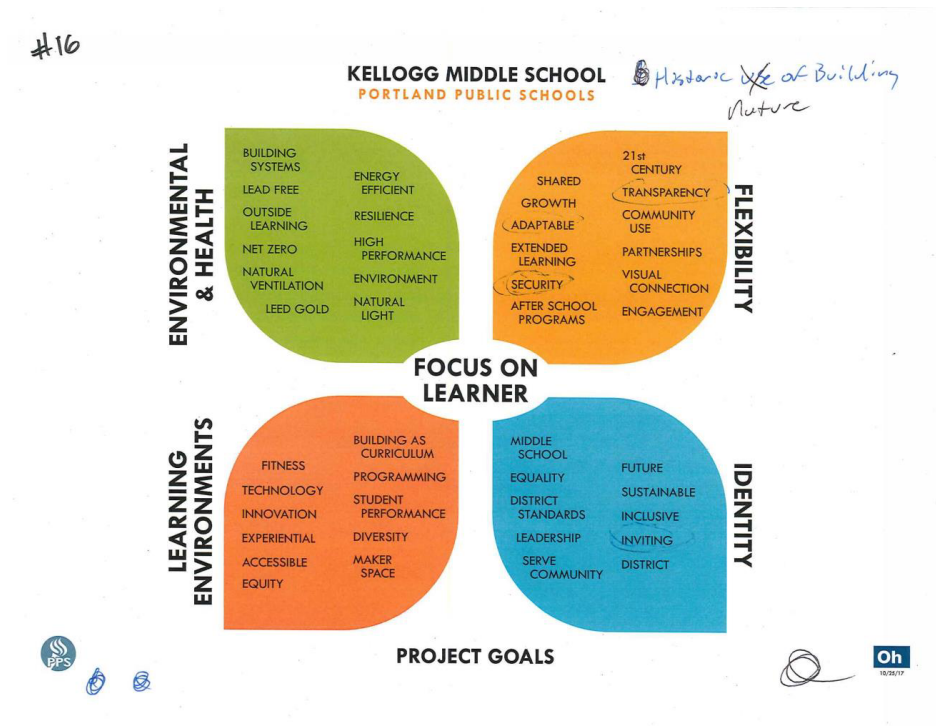 #16
KELLOGG MIDDLE SCHOOL
PORTLAND PUBLIC SCHOOLS
Historic Use of Building
Nature
ENVIRONMENTAL
& HEALTH
BUILDING
SYSTEMS
LEAD FREE
OUTSIDE
LEARNING
NET ZERO
NATURAL
VENTILATION
LEED GOLD
ENERGY
EFFICIENT
RESILIENCE
HIGH
PERFORMANCE
ENVIRONMENT
NATURAL
LIGHT
SHARED
GROWTH
ADAPTABLE
EXTENDED
LEARNING
SECURITY
AFTER SCHOOL
PROGRAMS
21st
CENTURY
TRANSPARENCY
COMMUNITY
USE
PARTNERSHIPS
VISUAL
CONNECTION
ENGAGEMENT
FLEXIBILITY
FOCUS ON
LEARNER
LEARNING
ENVIRONMENTS
FITNESS
TECHNOLOGY
INNOVATION
EXPERIENTIAL
ACCESSIBLE
EQUITY
BUILDING AS
CURRICULUM
PROGRAMMING
STUDENT
PERFORMANCE
DIVERSITY
MAKER
SPACE
MIDDLE
SCHOOL
EQUALITY
DISTRICT
STANDARDS
LEADERSHIP
SERVE
COMMUNITY
FUTURE
SUSTAINABLE
INCLUSIVE
INVITING
DISTRICT
IDENTITY
PROJECT GOALS
PPS
Oh
10/25/17